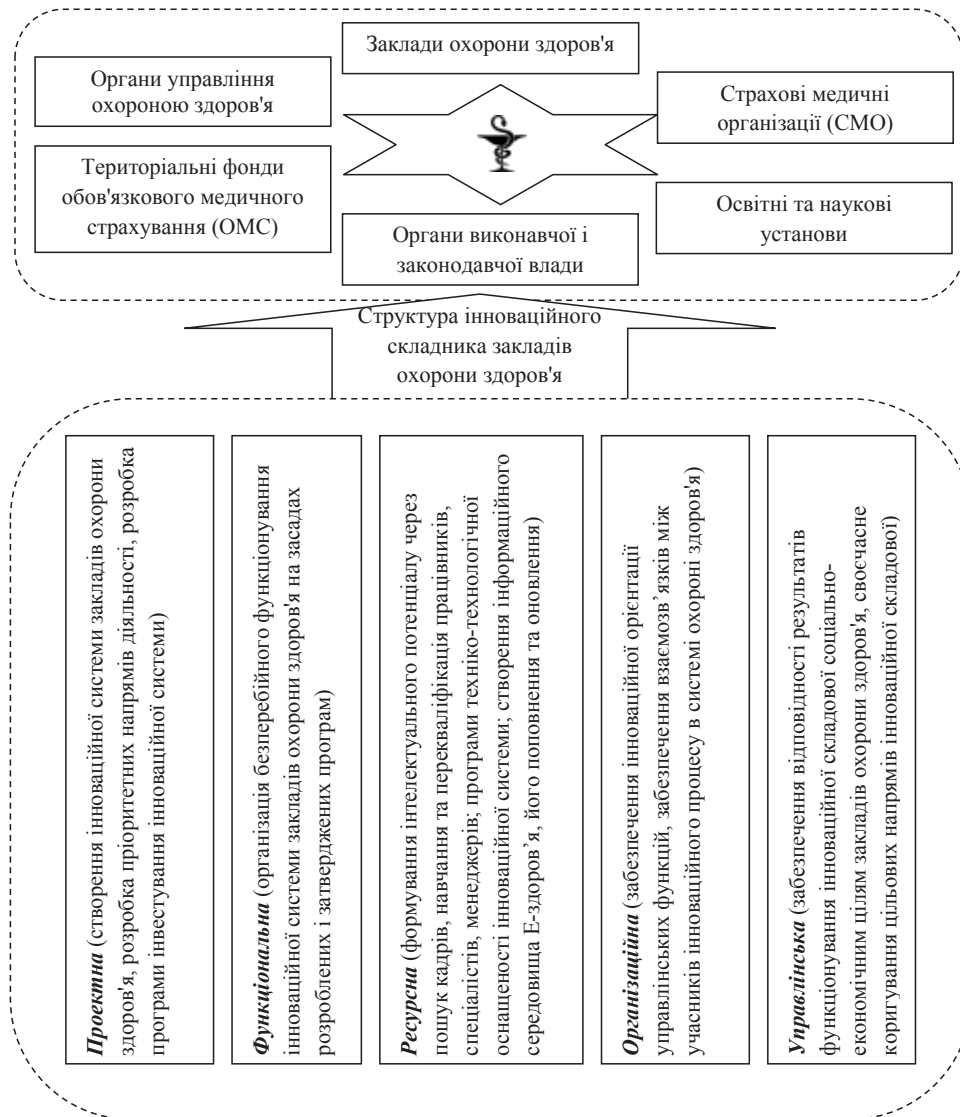 Заклади охорони здоров'я
Органи управління
охороною здоров'я
Страхові медичні
організації (СМО)
Територіальні фонди
обов'язкового медичного
страхування (ОМС)
Освітні та наукові
установи
Органи виконавчої і
законодавчої влади
Структура інноваційного
складника закладів
охорони здоров'я
Проектна (створення інноваційної системи закладів охорони
здоров'я, розробка пріоритетних напрямів діяльності, розробка
програми інвестування інноваційної системи)
Функціональна (організація безперебійного функціонування
інноваційної системи закладів охорони здоров'я на засадах
розроблених і затверджених програм)
Ресурсна (формування інтелектуального потенціалу через
пошук кадрів, навчання та перекваліфікація працівників,
спеціалістів, менеджерів; програми техніко-технологічної
оснащеності інноваційної системи; створення інформаційного
середовища Е-здоров’я, його поповнення та оновлення)
Організаційна (забезпечення інноваційної орієнтації
управлінських функцій, забезпечення взаємозв’язків між
учасників інноваційного процесу в системі охороні здоров'я)
Управлінська (забезпечення відповідності результатів
функціонування інноваційної складової соціально-
економічним цілям закладів охорони здоров'я, своєчасне
коригування цільових напрямів інноваційної складової)